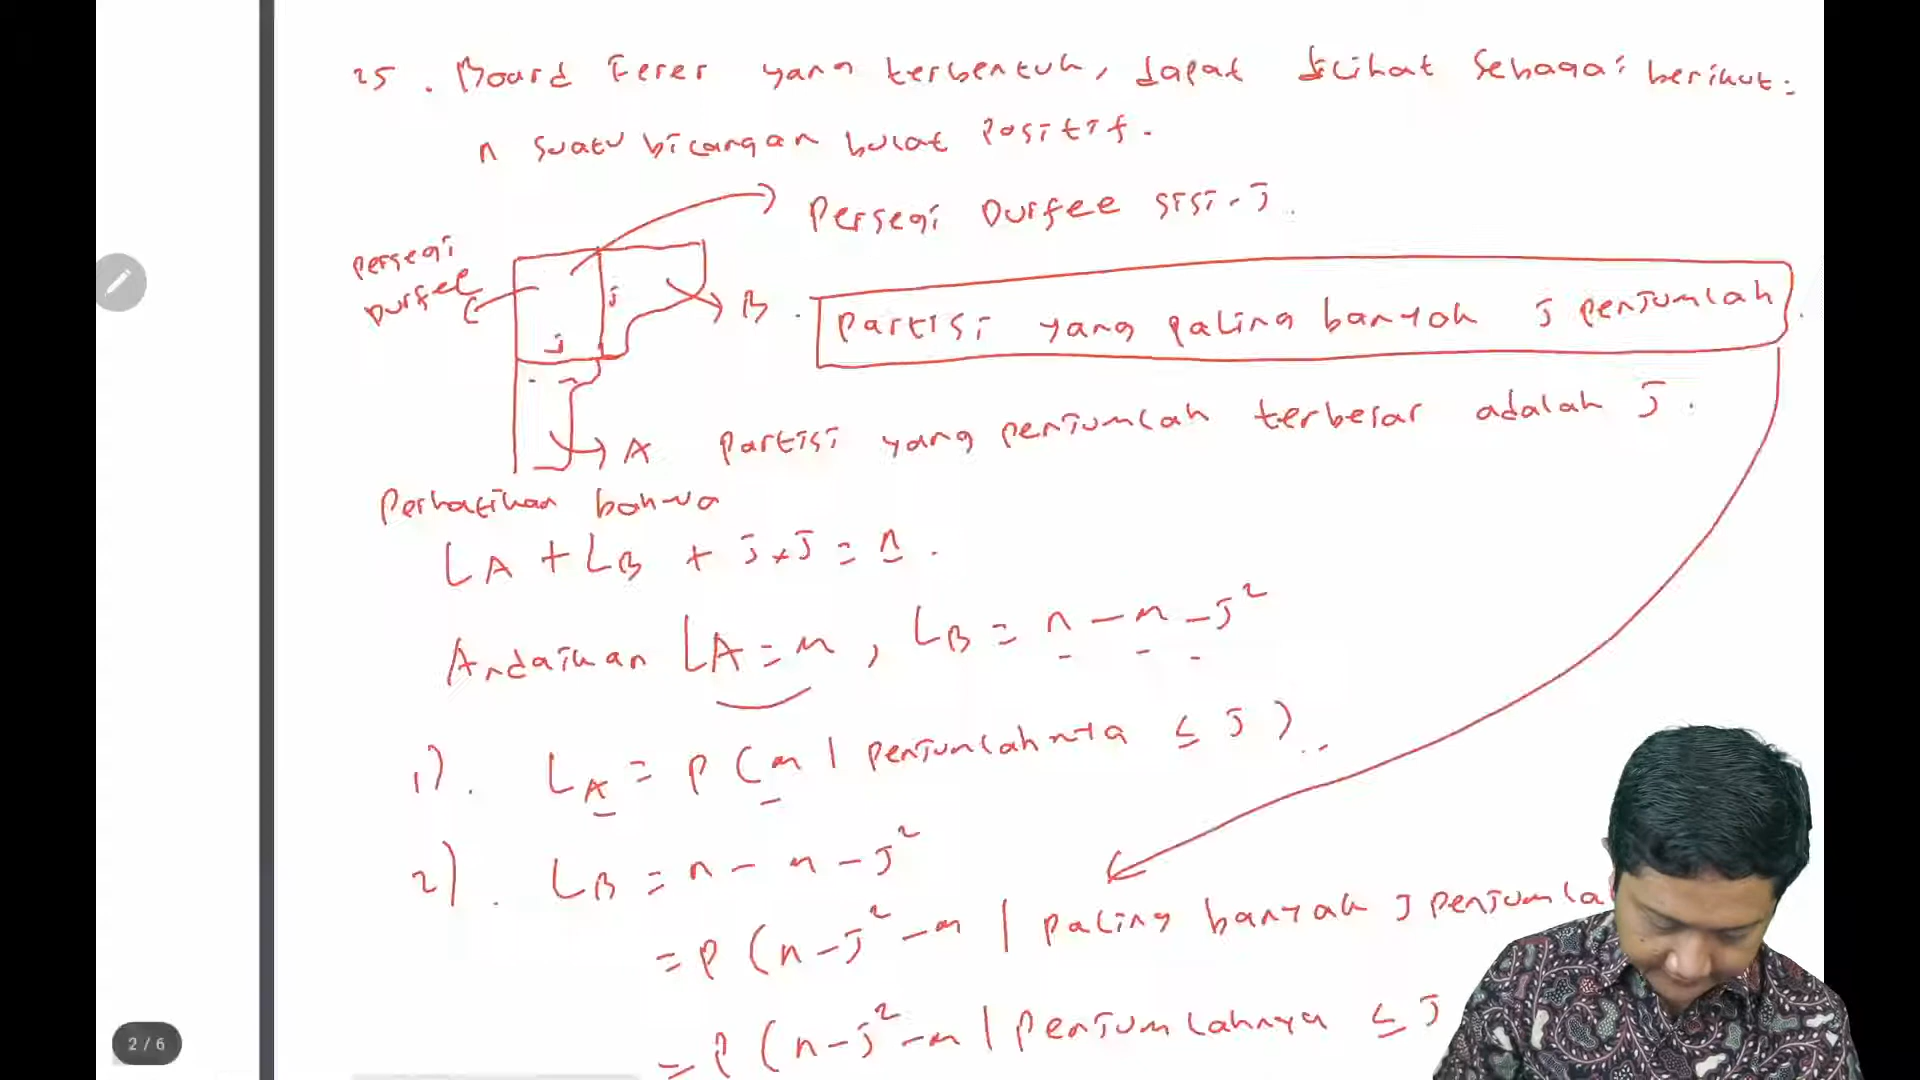 25. Board Ferer yang terbentuk, dapat dilihat sebagai berikut:
n suatu bilangan bulat positif.
Persegi Durfee sisi-j.
persegi
Durfee
j
j
B. Partisi yang paling banyak j penjumlah.
A Partisi yang penjumlah terbesar adalah j.
Perhatikan bahwa
LA + LB + j×j = n.
Andaikan LA = m, LB = n - m - j²
1). LA = p (m | penjumlahnya ≤ j)...
2). LB = n - m - j²
= p (n - j² - m | paling banyak j penjumla
= p (n - j² - m | penjumlahnya ≤ j
2 / 6